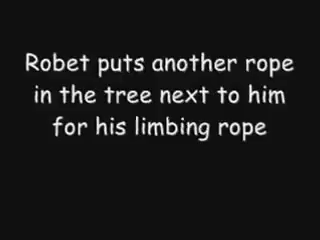 Robet puts another rope
in the tree next to him
for his limbing rope